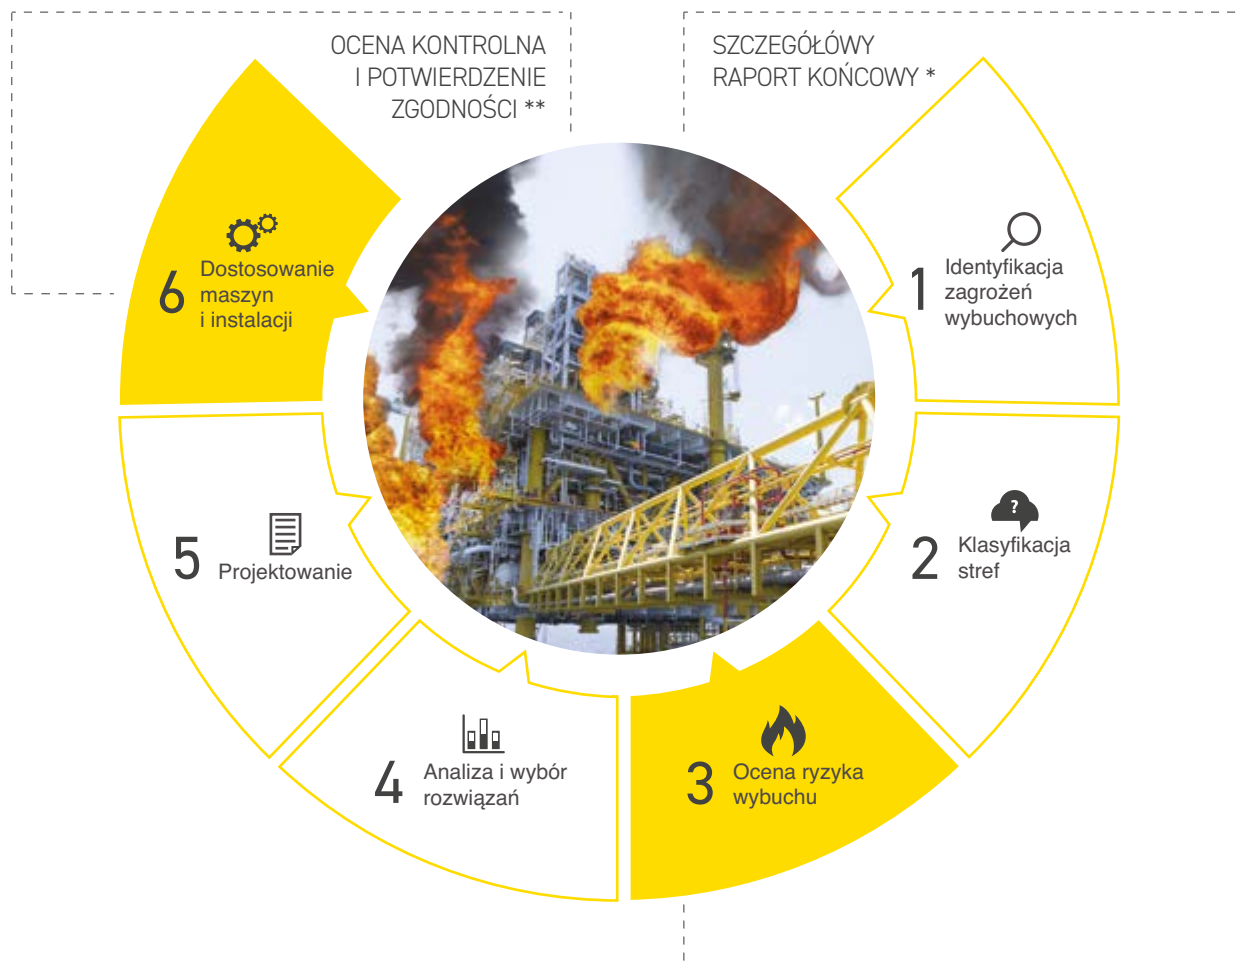 OCENA KONTROLNA
I POTWIERDZENIE
ZGODNOŚCI **
SZCZEGÓŁOWY
RAPORT KOŃCOWY *
1
Identyfikacja
zagrożeń
wybuchowych
?
2
Klasyfikacja
stref
3
Ocena ryzyka
wybuchu
4
Analiza i wybór
rozwiązań
5
Projektowanie
6
Dostosowanie
maszyn
i instalacji